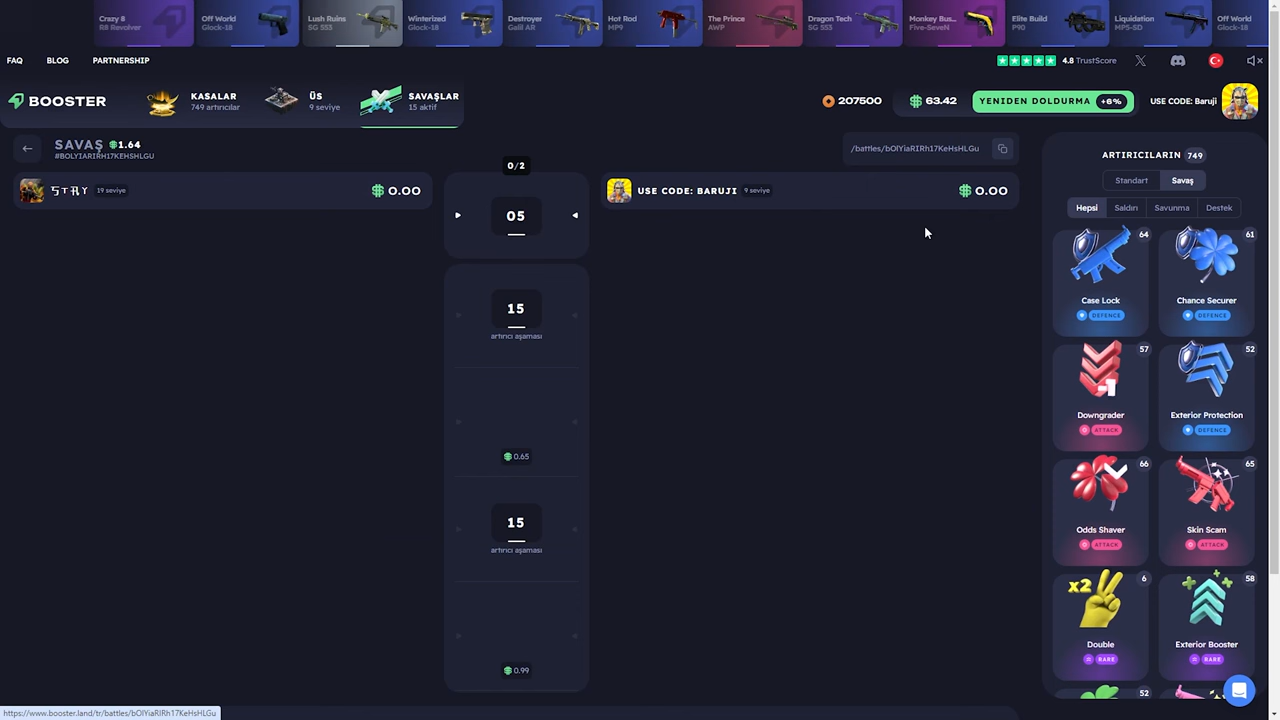 Crazy 8
R8 Revolver
Off World
Glock-18
Lush Ruins
SG 553
Winterized
Glock-18
Destroyer
Galil AR
Hot Rod
MP9
The Prince
AWP
Dragon Tech
SG 553
Monkey Bus...
Five-SeveN
Elite Build
P90
Liquidation
MP5-SD
Off World
Glock-18
FAQ
BLOG
PARTNERSHIP
4.8 TrustScore
BOOSTER
KASALAR
749 artırıcılar
ÜS
9 seviye
SAVAŞLAR
15 aktif
207500
63.42
YENİDEN DOLDURMA +6%
USE CODE: Baruji
SAVAŞ 1.64
#BOLYIARIRH17KEHSHLGU
0/2
/battles/bOlYiaRIRh17KeHsHLGu
5TRY 19 seviye
0.00
05
USE CODE: BARUJI 9 seviye
0.00
15
artırıcı aşaması
0.65
15
artırıcı aşaması
0.99
ARTIRICILARIN 749
Standart
Savaş
Hepsi
Saldırı
Savunma
Destek
64
Case Lock
DEFENCE
61
Chance Securer
DEFENCE
57
Downgrader
ATTACK
52
Exterior Protection
DEFENCE
66
Odds Shaver
ATTACK
65
Skin Scam
ATTACK
x2
6
Double
RARE
58
Exterior Booster
RARE
52
57
https://www.booster.land/tr/battles/bOlYiaRIRh17KeHsHLGu